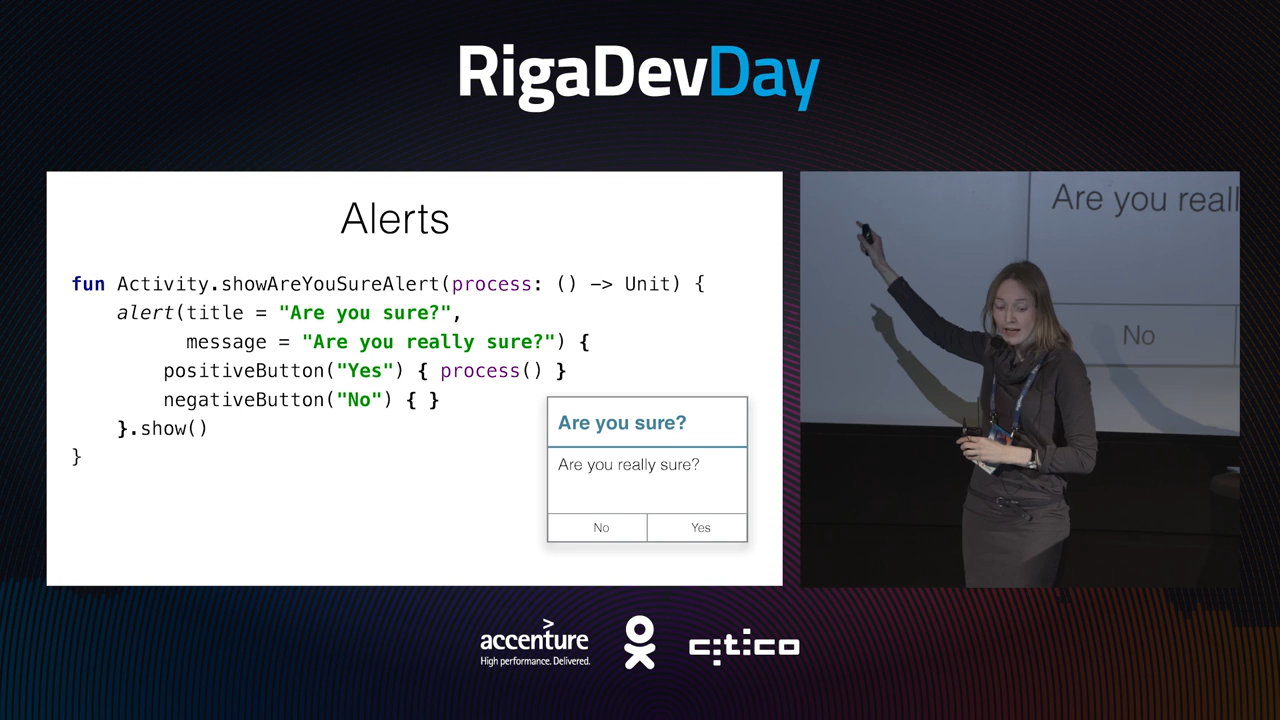 RigaDevDay
Alerts
fun Activity.showAreYouSureAlert(process: () -> Unit) {
    alert(title = "Are you sure?",
          message = "Are you really sure?") {
        positiveButton("Yes") { process() }
        negativeButton("No") { }
    }.show()
}
Are you sure?
Are you really sure?
No Yes
Are you reall
No
accenture
High performance. Delivered.
citico